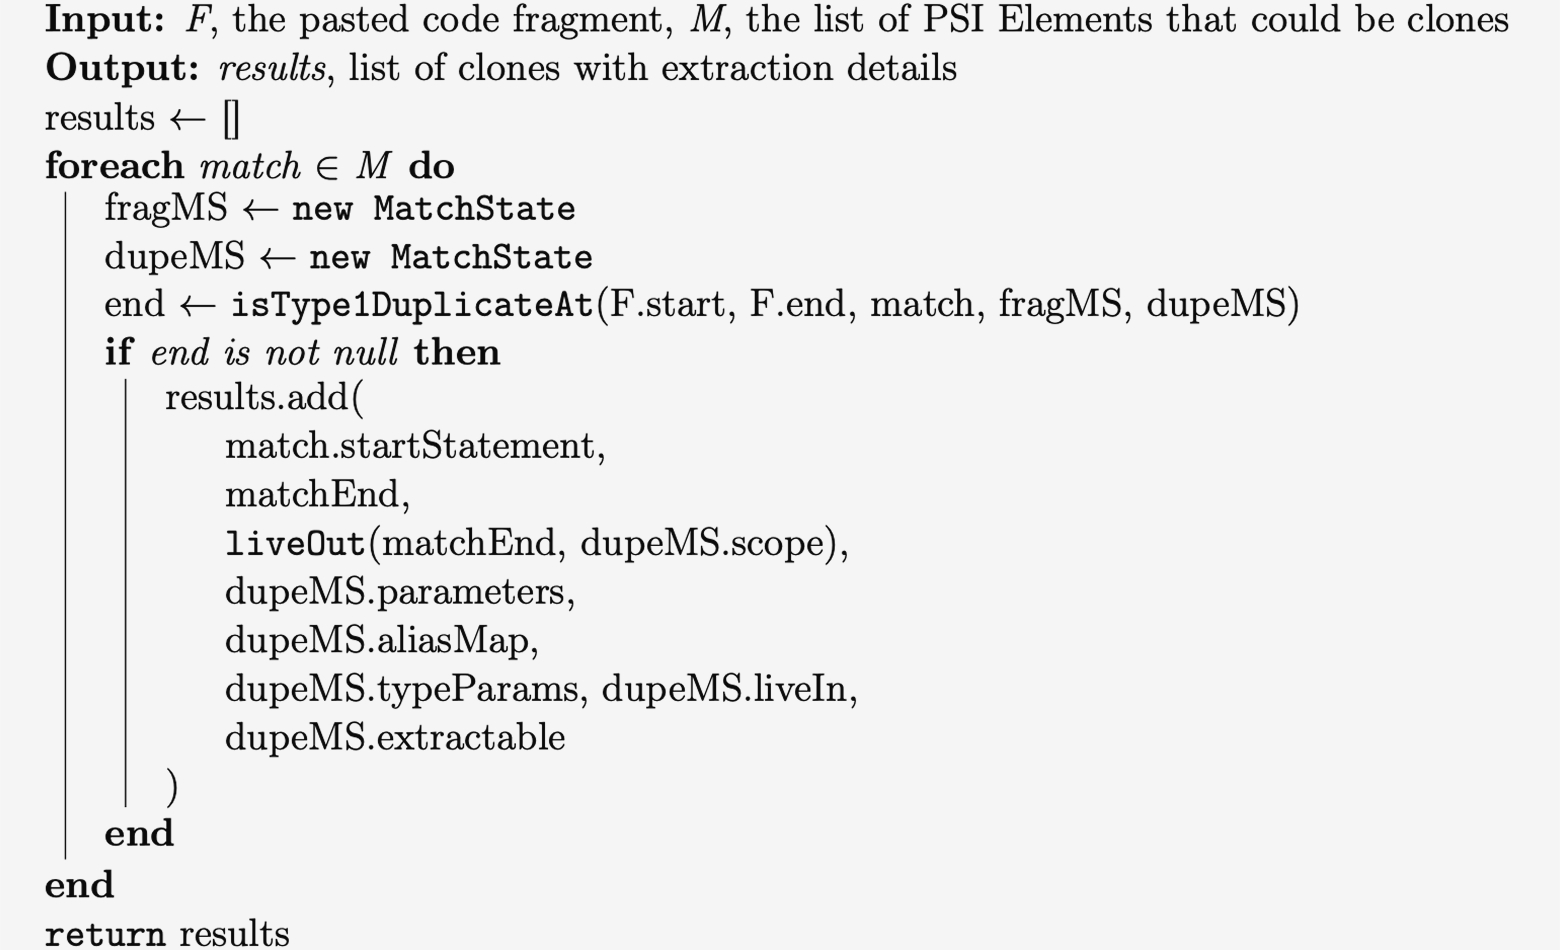 Input: F, the pasted code fragment, M, the list of PSI Elements that could be clones
Output: results, list of clones with extraction details
results ← []
foreach match ∈ M do
fragMS ← new MatchState
dupeMS ← new MatchState
end ← isType1DuplicateAt(F.start, F.end, match, fragMS, dupeMS)
if end is not null then
results.add(
match.startStatement,
matchEnd,
liveOut(matchEnd, dupeMS.scope),
dupeMS.parameters,
dupeMS.aliasMap,
dupeMS.typeParams, dupeMS.liveIn,
dupeMS.extractable
)
end
end
return results